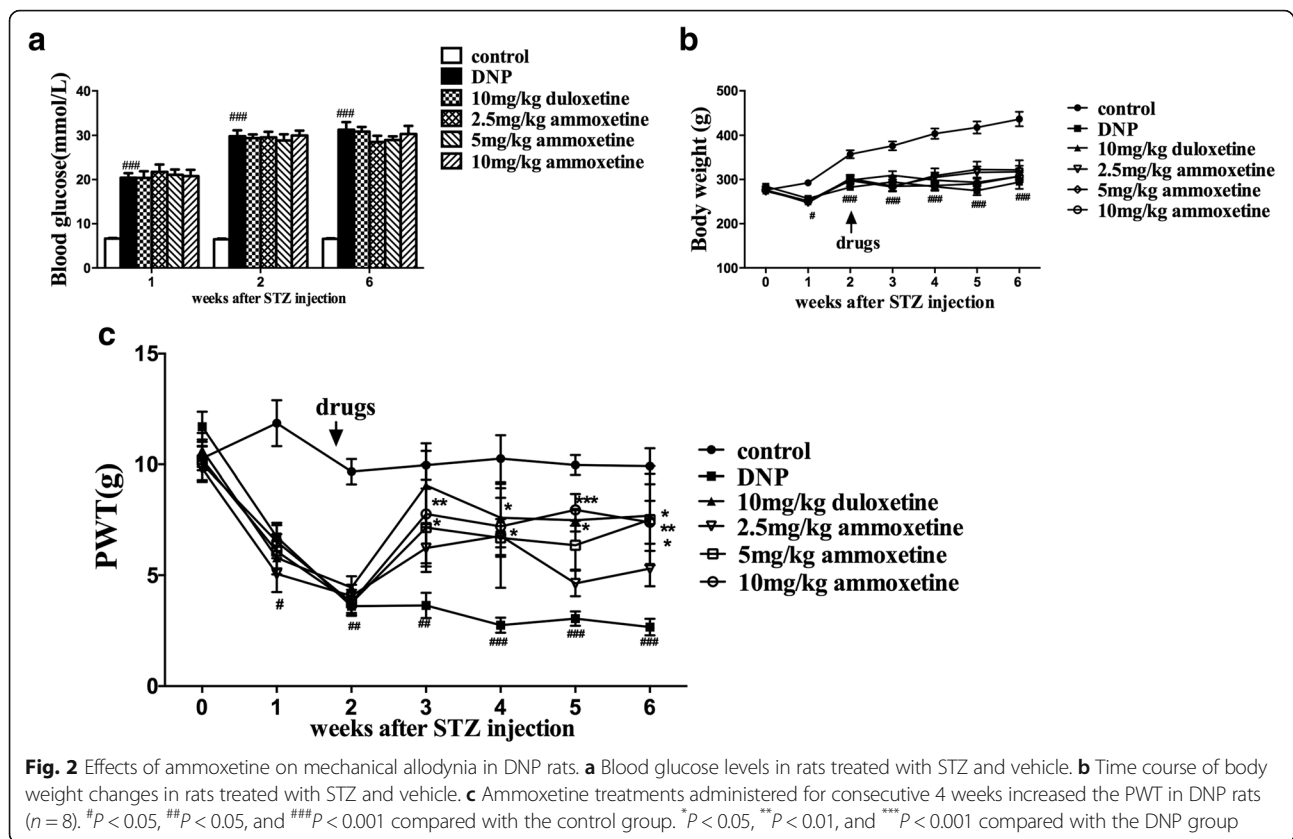 a
Blood glucose(mmol/L)
40
30
20
10
0
###
###
###
1
2
6
weeks after STZ injection
control
DNP
10mg/kg duloxetine
2.5mg/kg ammoxetine
5mg/kg ammoxetine
10mg/kg ammoxetine
b
Body weight (g)
500
400
300
200
100
#
###
###
###
###
###
drugs
0 1 2 3 4 5 6
weeks after STZ injection
control
DNP
10mg/kg duloxetine
2.5mg/kg ammoxetine
5mg/kg ammoxetine
10mg/kg ammoxetine
c
PWT(g)
15
10
5
0
drugs
**
*
*
*
***
*
*
**
*
#
##
##
###
###
###
0 1 2 3 4 5 6
weeks after STZ injection
control
DNP
10mg/kg duloxetine
2.5mg/kg ammoxetine
5mg/kg ammoxetine
10mg/kg ammoxetine
Fig. 2 Effects of ammoxetine on mechanical allodynia in DNP rats. a Blood glucose levels in rats treated with STZ and vehicle. b Time course of body
weight changes in rats treated with STZ and vehicle. c Ammoxetine treatments administered for consecutive 4 weeks increased the PWT in DNP rats
(n = 8). #P < 0.05, ##P < 0.05, and ###P < 0.001 compared with the control group. *P < 0.05, **P < 0.01, and ***P < 0.001 compared with the DNP group